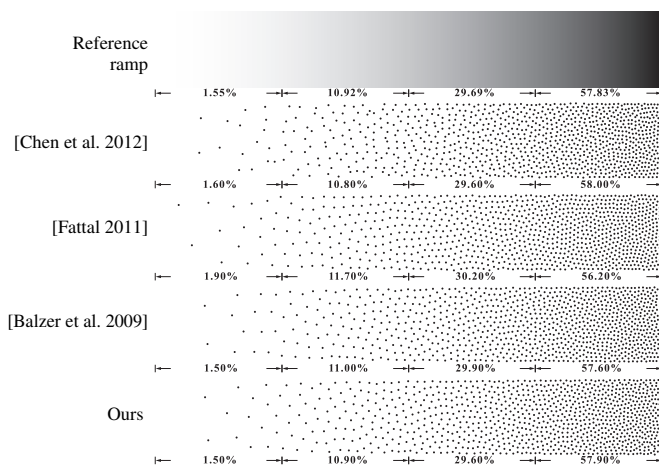 Reference
ramp
1.55% 10.92% 29.69% 57.83%
[Chen et al. 2012]
1.60% 10.80% 29.60% 58.00%
[Fattal 2011]
1.90% 11.70% 30.20% 56.20%
[Balzer et al. 2009]
1.50% 11.00% 29.90% 57.60%
Ours
1.50% 10.90% 29.60% 57.90%